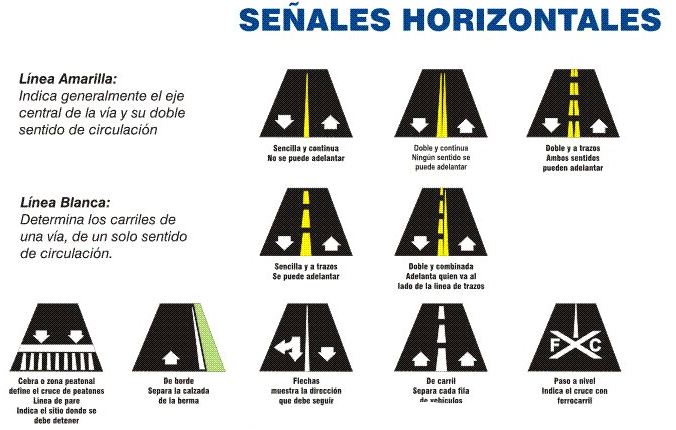 SEÑALES HORIZONTALES
Línea Amarilla:
Indica generalmente el eje
central de la vía y su doble
sentido de circulación
Sencilla y continua
No se puede adelantar
Doble y continua
Ningún sentido se
puede adelantar
Doble y a trazos
Ambos sentidos
pueden adelantar
Línea Blanca:
Determina los carriles de
una vía, de un solo sentido
de circulación.
Sencilla y a trazos
Se puede adelantar
Doble y combinada
Adelanta quien va al
lado de la linea de trazos
Cebra o zona peatonal
define el cruce de peatones
Linea de pare
Indica el sitio donde se
debe detener
De borde
Separa la calzada
de la berma
Flechas
muestra la dirección
que debe seguir
De carril
Separa cada fila
de vehículos
F C
Paso a nivel
Indica el cruce con
ferrocarril